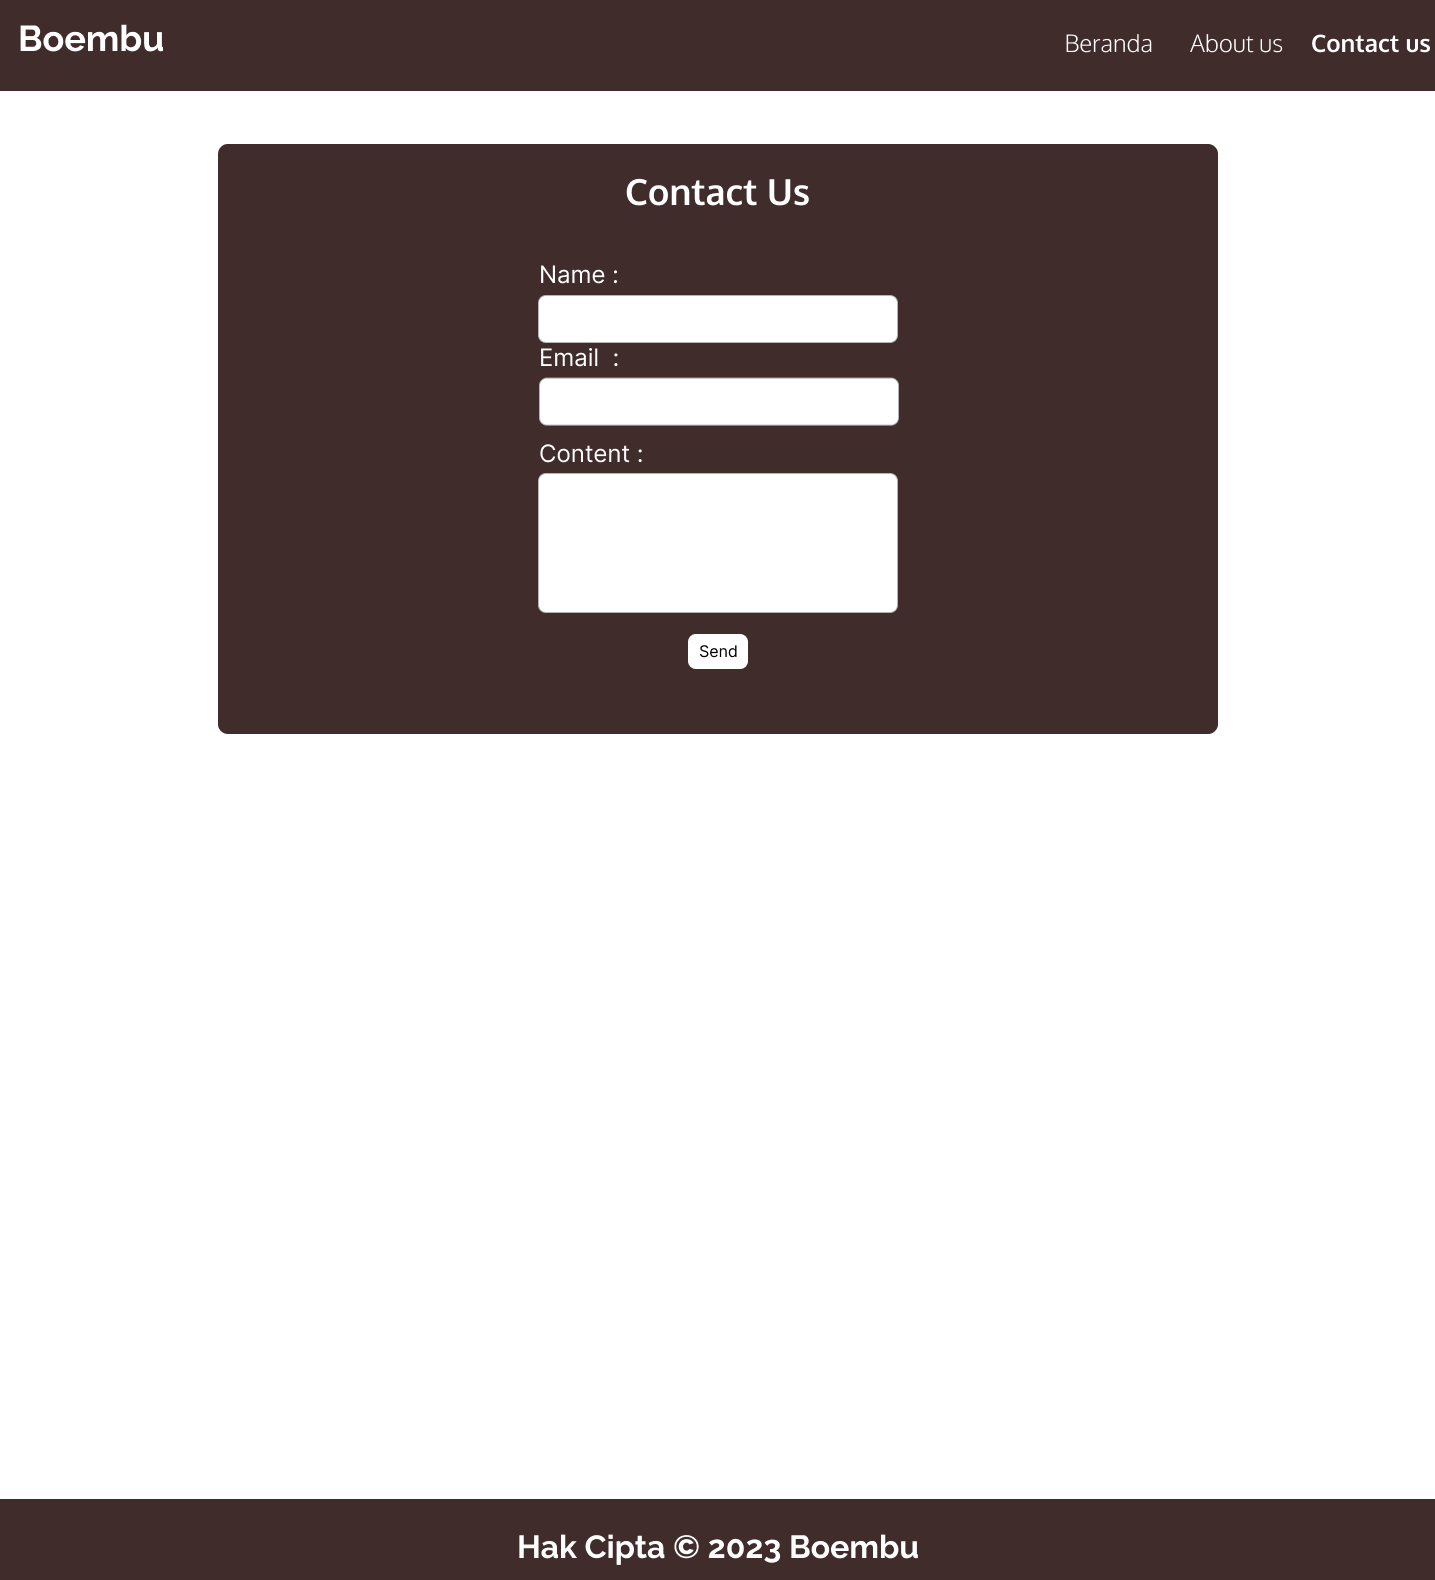 Boembu
Beranda About us Contact us
Contact Us
Name :
Email  :
Content :
Send
Hak Cipta © 2023 Boembu